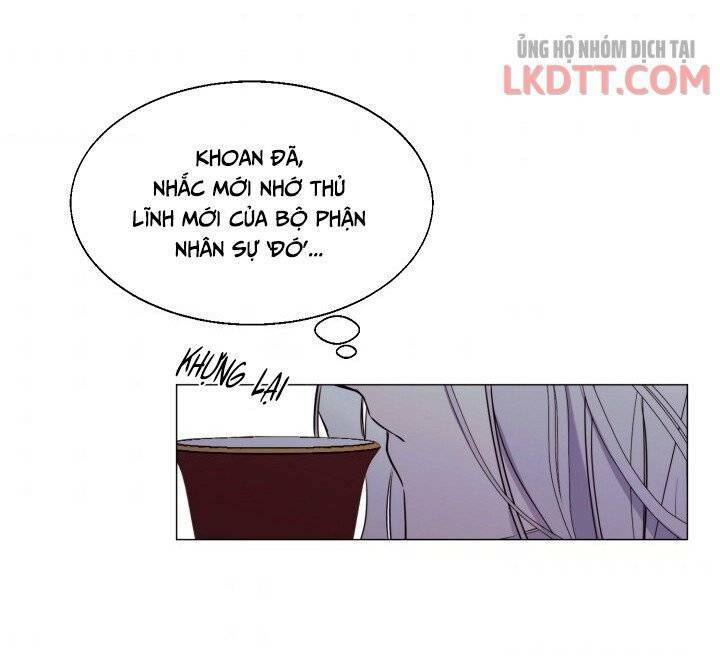 ỦNG HỘ NHÓM DỊCH TẠI
LKDTT.COM
KHOAN ĐÃ,
NHẮC MỚI NHỚ THỦ
LĨNH MỚI CỦA BỘ PHẬN
NHÂN SỰ 'ĐÓ'...
KHỰNG LẠI